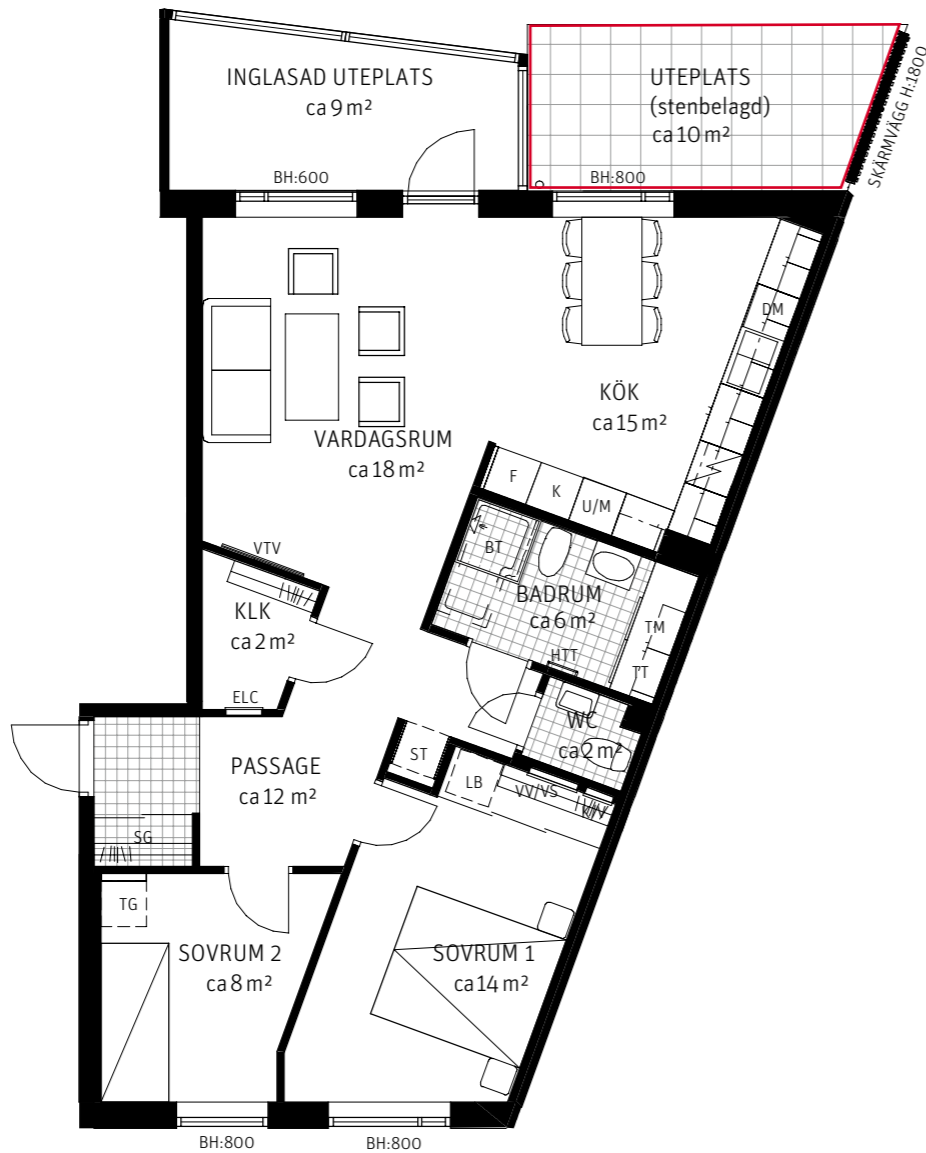 INGLASAD UTEPLATS
ca 9 m²
UTEPLATS
(stenbelagd)
ca 10 m²
SKÄRMVÄGG H:1800
BH:600
BH:800
DM
KÖK
ca 15 m²
VARDAGSRUM
ca 18 m²
F
K
U/M
VTV
BT
BADRUM
ca 6 m²
TM
TT
HTT
KLK
ca 2 m²
ELC
WC
ca 2 m²
ST
LB
VV/VS
PASSAGE
ca 12 m²
SG
TG
SOVRUM 2
ca 8 m²
SOVRUM 1
ca 14 m²
BH:800
BH:800